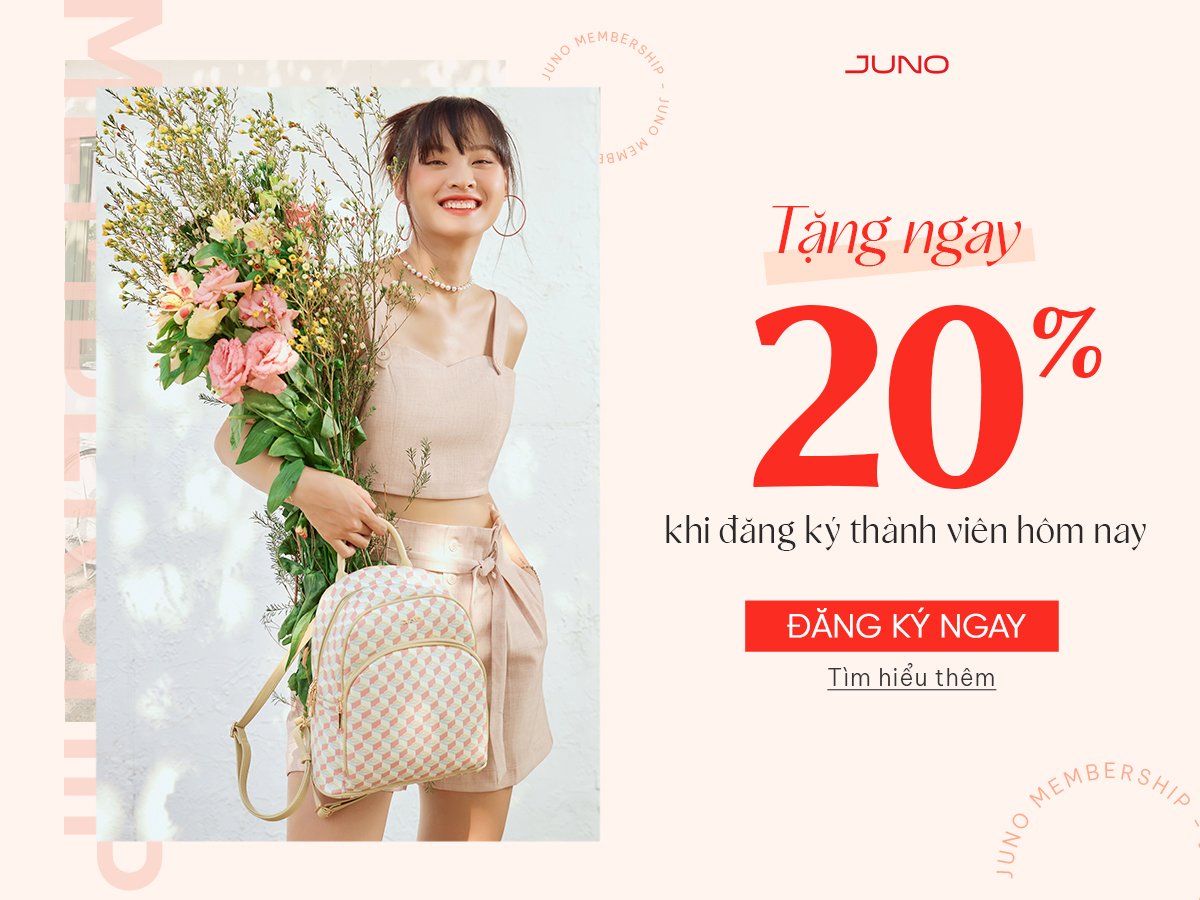 MEMBERSHIP
JUNO MEMBERSHIP - JUNO MEMBE
JUNO
Tặng ngay
20%
khi đăng ký thành viên hôm nay
ĐĂNG KÝ NGAY
Tìm hiểu thêm
JUNO MEMBERSHIP -